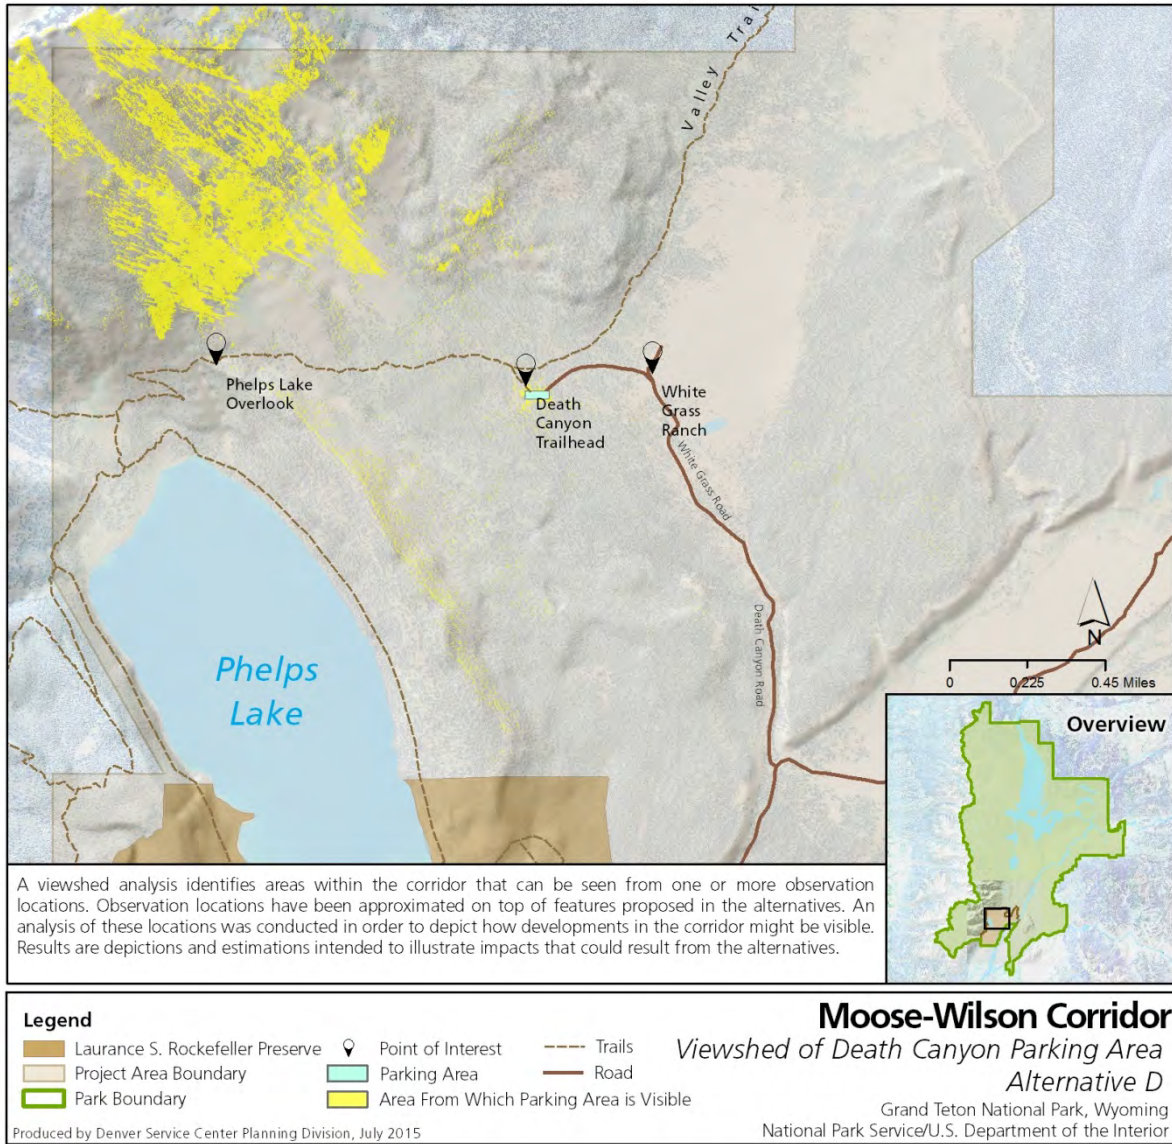 Valley Trail
Phelps Lake
Overlook
Death
Canyon
Trailhead
White
Grass
Ranch
White Grass Road
Death Canyon Road
Phelps
Lake
N
0 0.225 0.45 Miles
Overview
A viewshed analysis identifies areas within the corridor that can be seen from one or more observation
locations. Observation locations have been approximated on top of features proposed in the alternatives. An
analysis of these locations was conducted in order to depict how developments in the corridor might be visible.
Results are depictions and estimations intended to illustrate impacts that could result from the alternatives.
Legend
Laurance S. Rockefeller Preserve
Project Area Boundary
Park Boundary
Point of Interest
Parking Area
Area From Which Parking Area is Visible
Trails
Road
Produced by Denver Service Center Planning Division, July 2015
Moose-Wilson Corridor
Viewshed of Death Canyon Parking Area
Alternative D
Grand Teton National Park, Wyoming
National Park Service/U.S. Department of the Interior